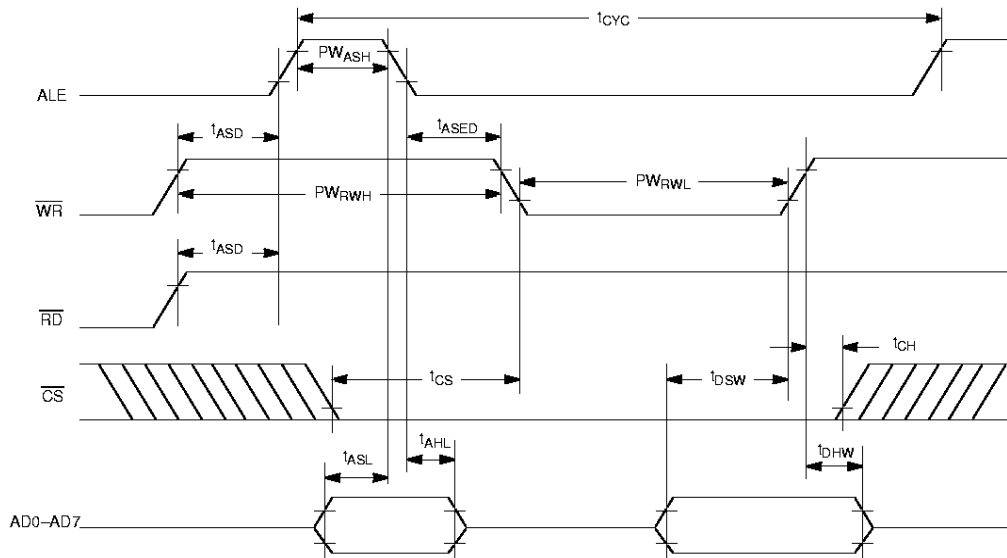 tCYC
PWASH
ALE
tASD
tASED
PWRWH
PWRWL
WR
tASD
RD
tCH
tCS
tDSW
CS
tAHL
tASL
tDHW
AD0–AD7